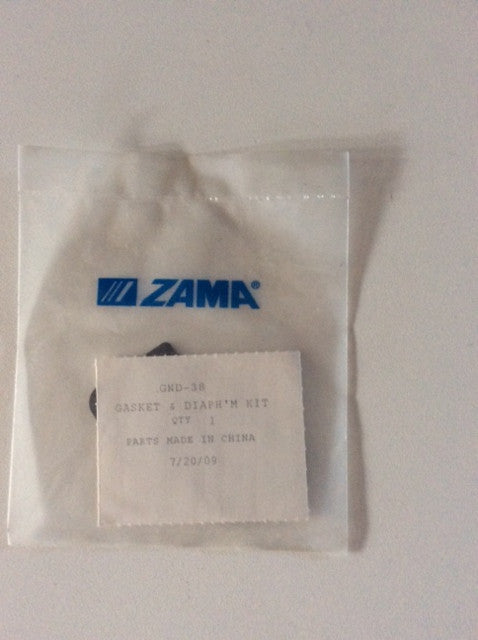 ZAMA®
GND-38
GASKET & DIAPH'M KIT
QTY 1
PARTS MADE IN CHINA
7/20/09